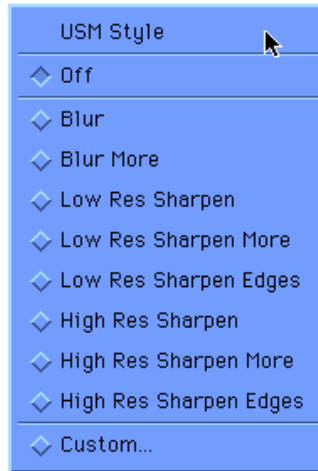 USM Style
Off
Blur
Blur More
Low Res Sharpen
Low Res Sharpen More
Low Res Sharpen Edges
High Res Sharpen
High Res Sharpen More
High Res Sharpen Edges
Custom...